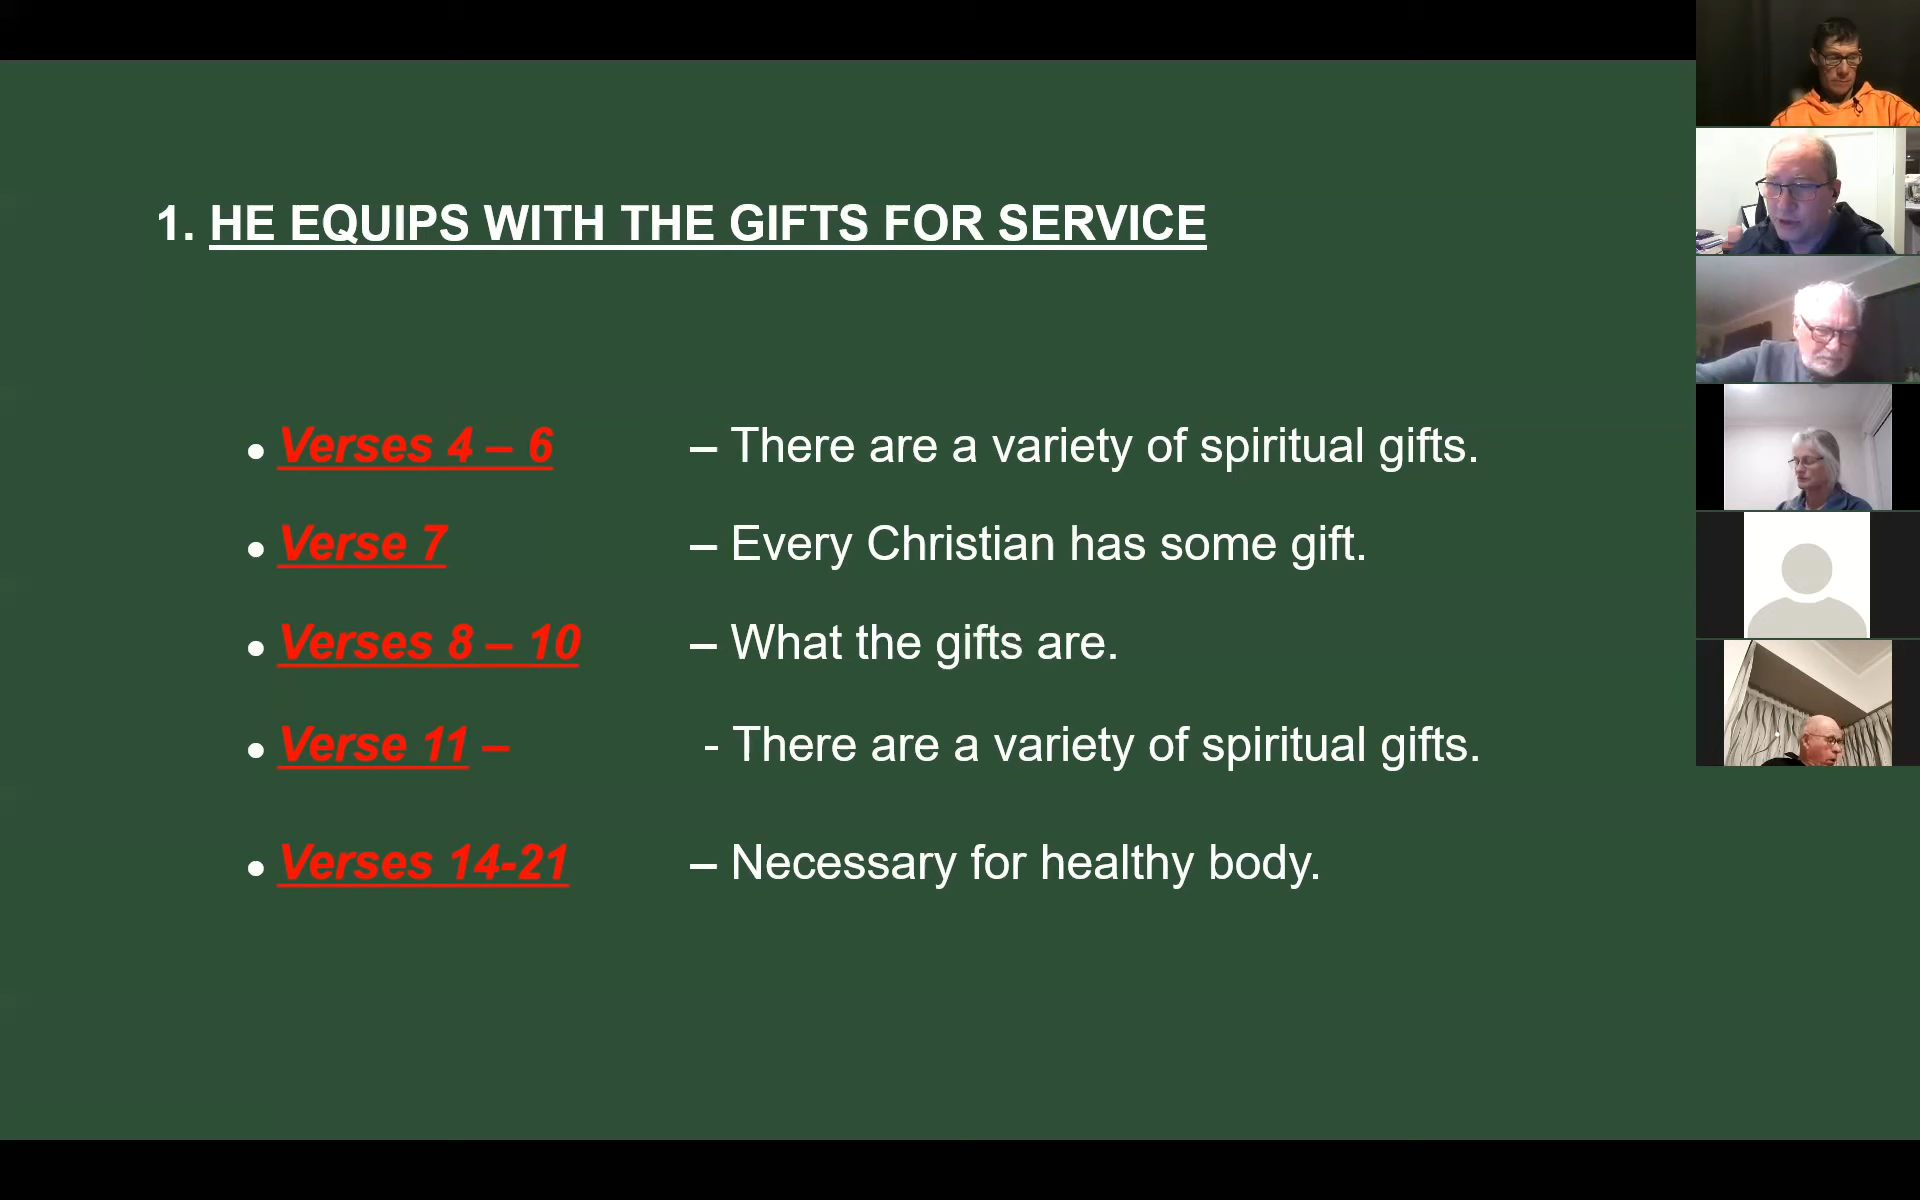 1. HE EQUIPS WITH THE GIFTS FOR SERVICE
• Verses 4 – 6 – There are a variety of spiritual gifts.
• Verse 7 – Every Christian has some gift.
• Verses 8 – 10 – What the gifts are.
• Verse 11 – - There are a variety of spiritual gifts.
• Verses 14-21 – Necessary for healthy body.